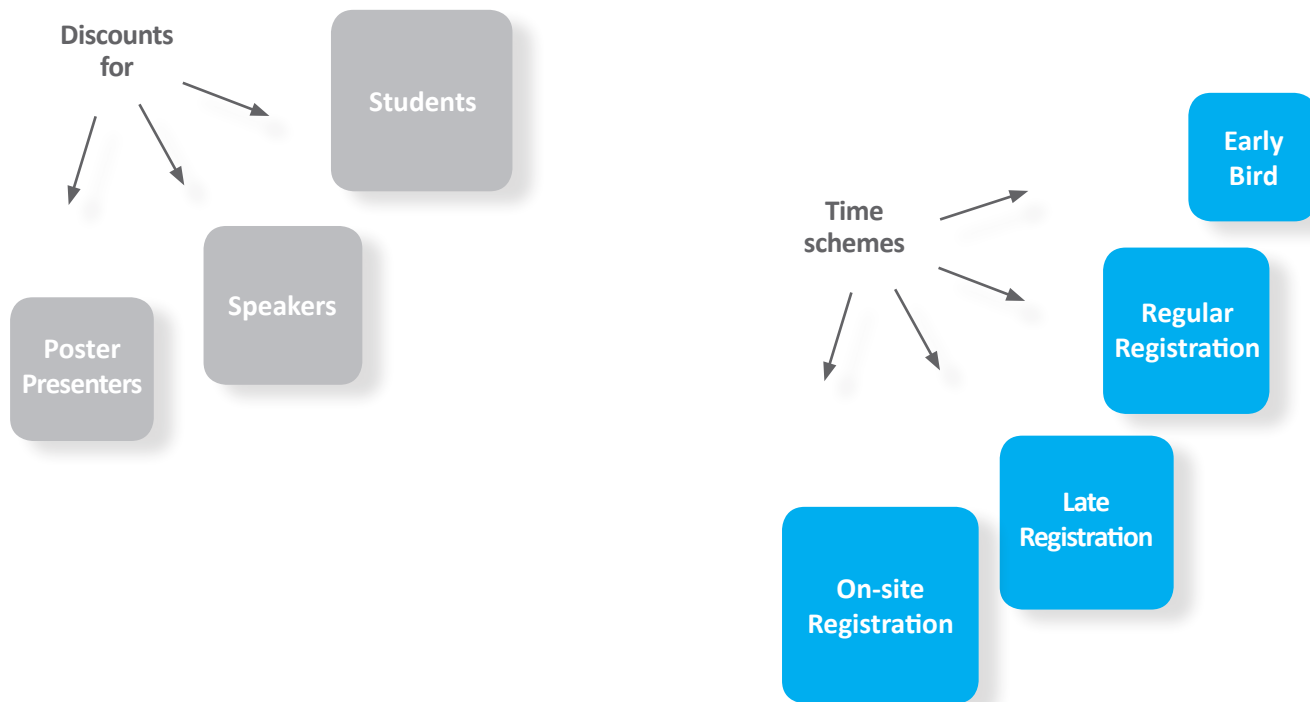 Discounts
for
Students
Speakers
Poster
Presenters
Time
schemes
Early
Bird
Regular
Registration
Late
Registration
On-site
Registration